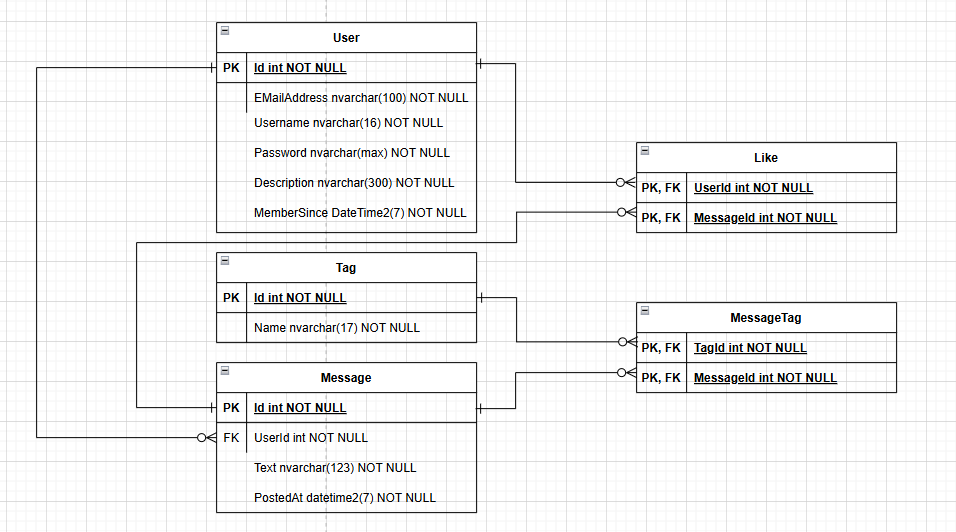 User
PK Id int NOT NULL
EMailAddress nvarchar(100) NOT NULL
Username nvarchar(16) NOT NULL
Password nvarchar(max) NOT NULL
Description nvarchar(300) NOT NULL
MemberSince DateTime2(7) NOT NULL
Like
PK, FK UserId int NOT NULL
PK, FK MessageId int NOT NULL
Tag
PK Id int NOT NULL
Name nvarchar(17) NOT NULL
MessageTag
PK, FK TagId int NOT NULL
PK, FK MessageId int NOT NULL
Message
PK Id int NOT NULL
FK UserId int NOT NULL
Text nvarchar(123) NOT NULL
PostedAt datetime2(7) NOT NULL